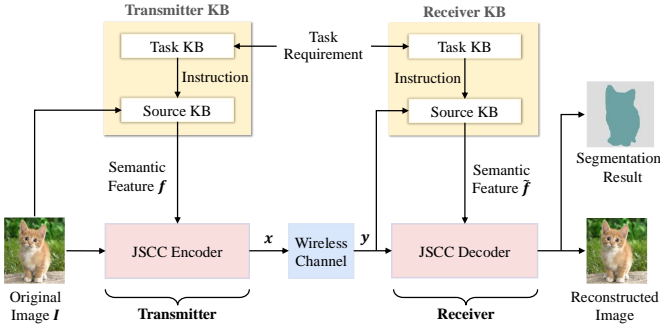 Transmitter KB
Receiver KB
Task KB
Task
Requirement
Task KB
Instruction
Instruction
Source KB
Source KB
Semantic
Feature f
Semantic
Feature f̃
Segmentation
Result
JSCC Encoder
x
Wireless
Channel
y
JSCC Decoder
Original
Image I
Transmitter
Receiver
Reconstructed
Image